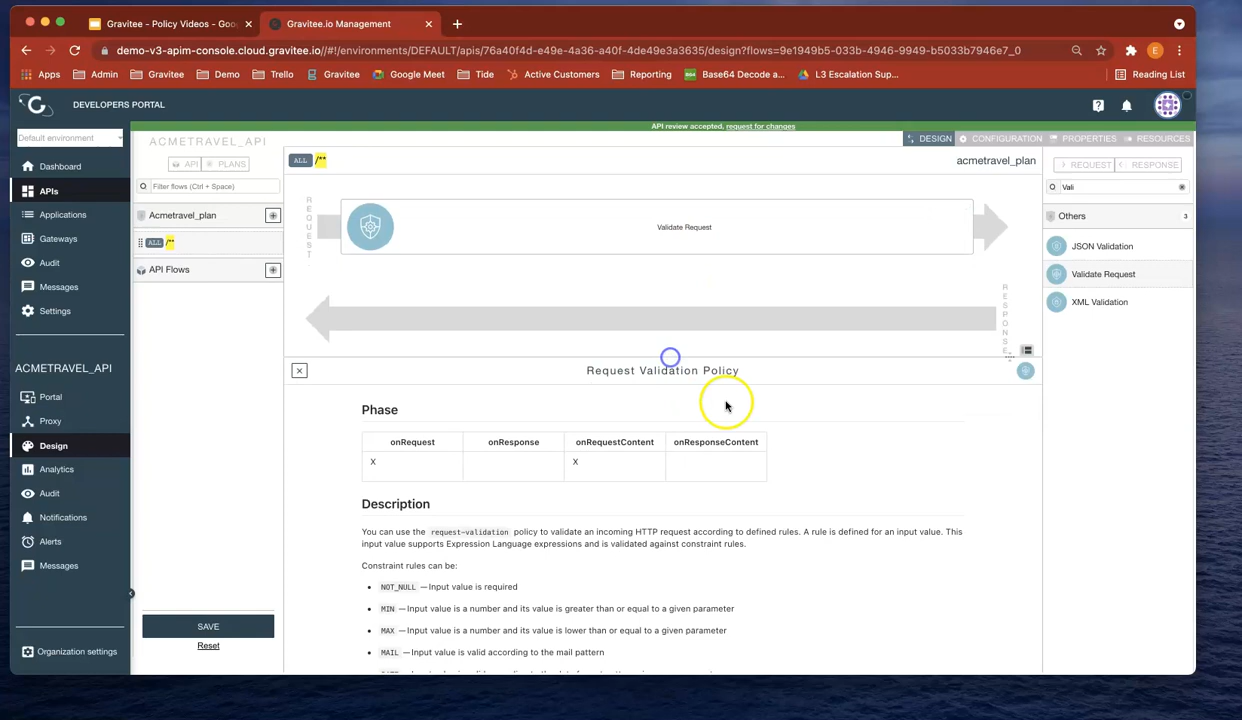 Gravitee - Policy Videos - Goo
Gravitee.io Management
demo-v3-apim-console.cloud.gravitee.io/#!/environments/DEFAULT/apis/76a40f4d-e49e-4a36-a40f-4de49e3a3635/design?flows=9e1949b5-033b-4946-9949-b5033b7946e7_0
E
Apps
Admin
Gravitee
Demo
Trello
Gravitee
Google Meet
Tide
Active Customers
Reporting
Base64 Decode a...
L3 Escalation Sup...
Reading List
DEVELOPERS PORTAL
API review accepted, request for changes
Default environment
Dashboard
APIs
Applications
Gateways
Audit
Messages
Settings
ACMETRAVEL_API
Portal
Proxy
Design
Analytics
Audit
Notifications
Alerts
Messages
Organization settings
ACMETRAVEL_API
API
PLANS
Filter flows (Ctrl + Space)
Acmetravel_plan
ALL /**
API Flows
SAVE
Reset
DESIGN
CONFIGURATION
PROPERTIES
RESOURCES
ALL /**
acmetravel_plan
REQUEST
Validate Request
RESPONSE
REQUEST
RESPONSE
Vali
Others
3
JSON Validation
Validate Request
XML Validation
Request Validation Policy
Phase
onRequest onResponse onRequestContent onResponseContent
X X
Description
You can use the request-validation policy to validate an incoming HTTP request according to defined rules. A rule is defined for an input value. This
input value supports Expression Language expressions and is validated against constraint rules.
Constraint rules can be:
• NOT_NULL — Input value is required
• MIN — Input value is a number and its value is greater than or equal to a given parameter
• MAX — Input value is a number and its value is lower than or equal to a given parameter
• MAIL — Input value is valid according to the mail pattern